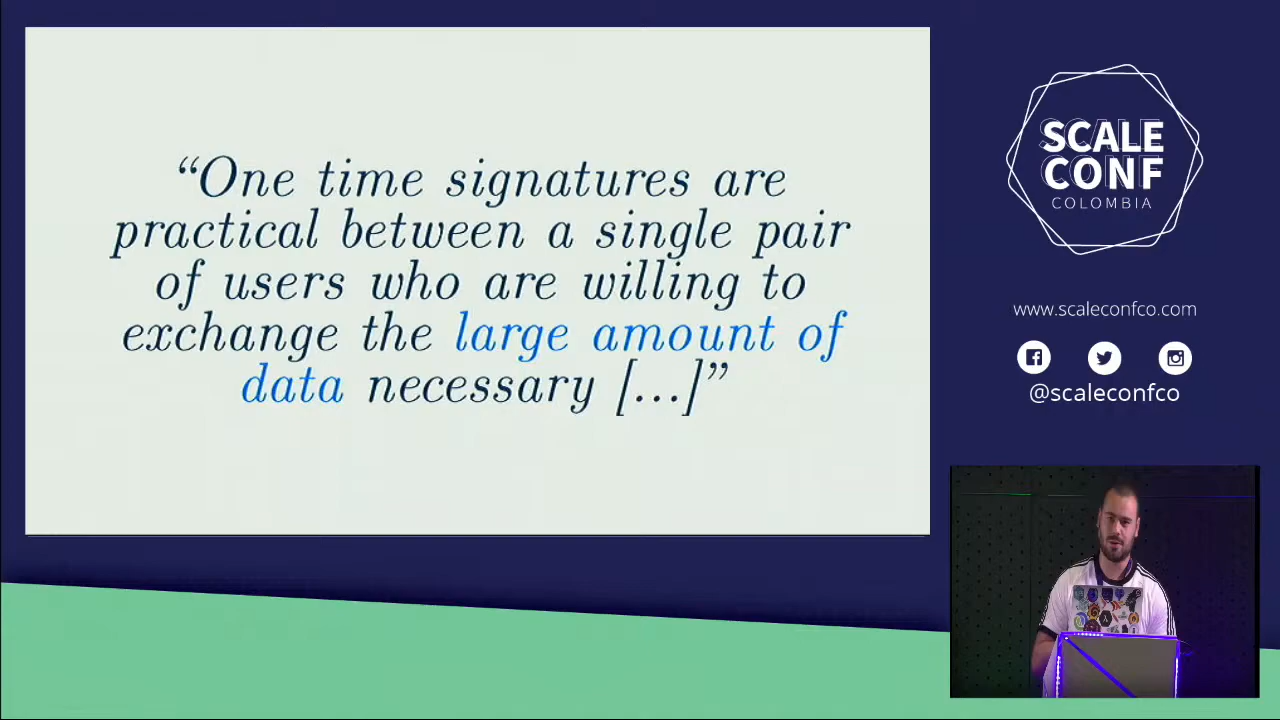 “One time signatures are
practical between a single pair
of users who are willing to
exchange the large amount of
data necessary [...]”
SCALE
CONF
COLOMBIA
www.scaleconfco.com
@scaleconfco